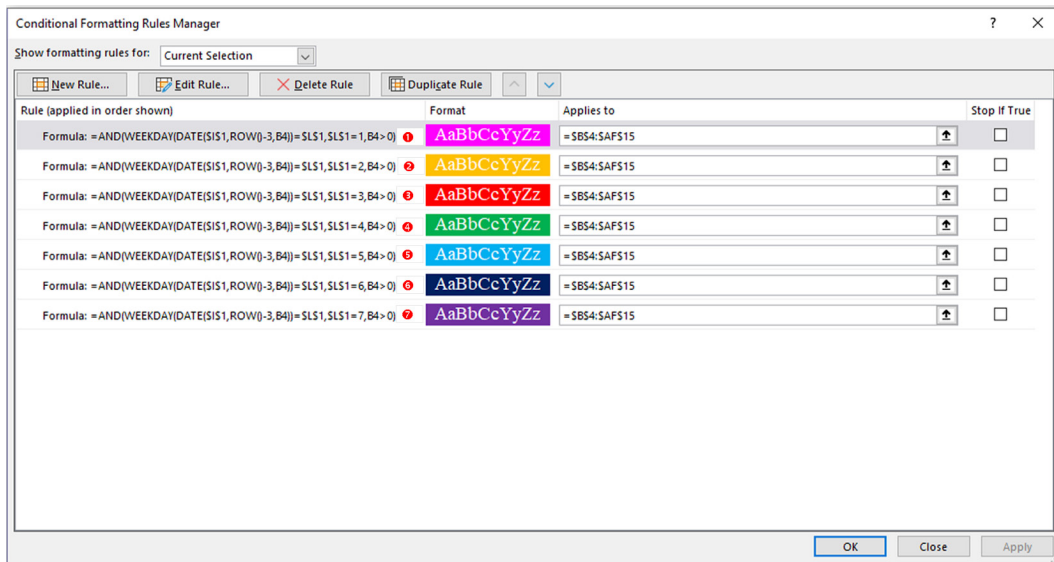 Conditional Formatting Rules Manager ? ×
Show formatting rules for: Current Selection
New Rule... Edit Rule... Delete Rule Duplicate Rule
Rule (applied in order shown) Format Applies to Stop If True
Formula: =AND(WEEKDAY(DATE($I$1,ROW()-3,B4))=$L$1,$L$1=1,B4>0) ❶ AaBbCcYyZz =$B$4:$AF$15
Formula: =AND(WEEKDAY(DATE($I$1,ROW()-3,B4))=$L$1,$L$1=2,B4>0) ❷ AaBbCcYyZz =$B$4:$AF$15
Formula: =AND(WEEKDAY(DATE($I$1,ROW()-3,B4))=$L$1,$L$1=3,B4>0) ❸ AaBbCcYyZz =$B$4:$AF$15
Formula: =AND(WEEKDAY(DATE($I$1,ROW()-3,B4))=$L$1,$L$1=4,B4>0) ❹ AaBbCcYyZz =$B$4:$AF$15
Formula: =AND(WEEKDAY(DATE($I$1,ROW()-3,B4))=$L$1,$L$1=5,B4>0) ❺ AaBbCcYyZz =$B$4:$AF$15
Formula: =AND(WEEKDAY(DATE($I$1,ROW()-3,B4))=$L$1,$L$1=6,B4>0) ❻ AaBbCcYyZz =$B$4:$AF$15
Formula: =AND(WEEKDAY(DATE($I$1,ROW()-3,B4))=$L$1,$L$1=7,B4>0) ❼ AaBbCcYyZz =$B$4:$AF$15
OK Close Apply